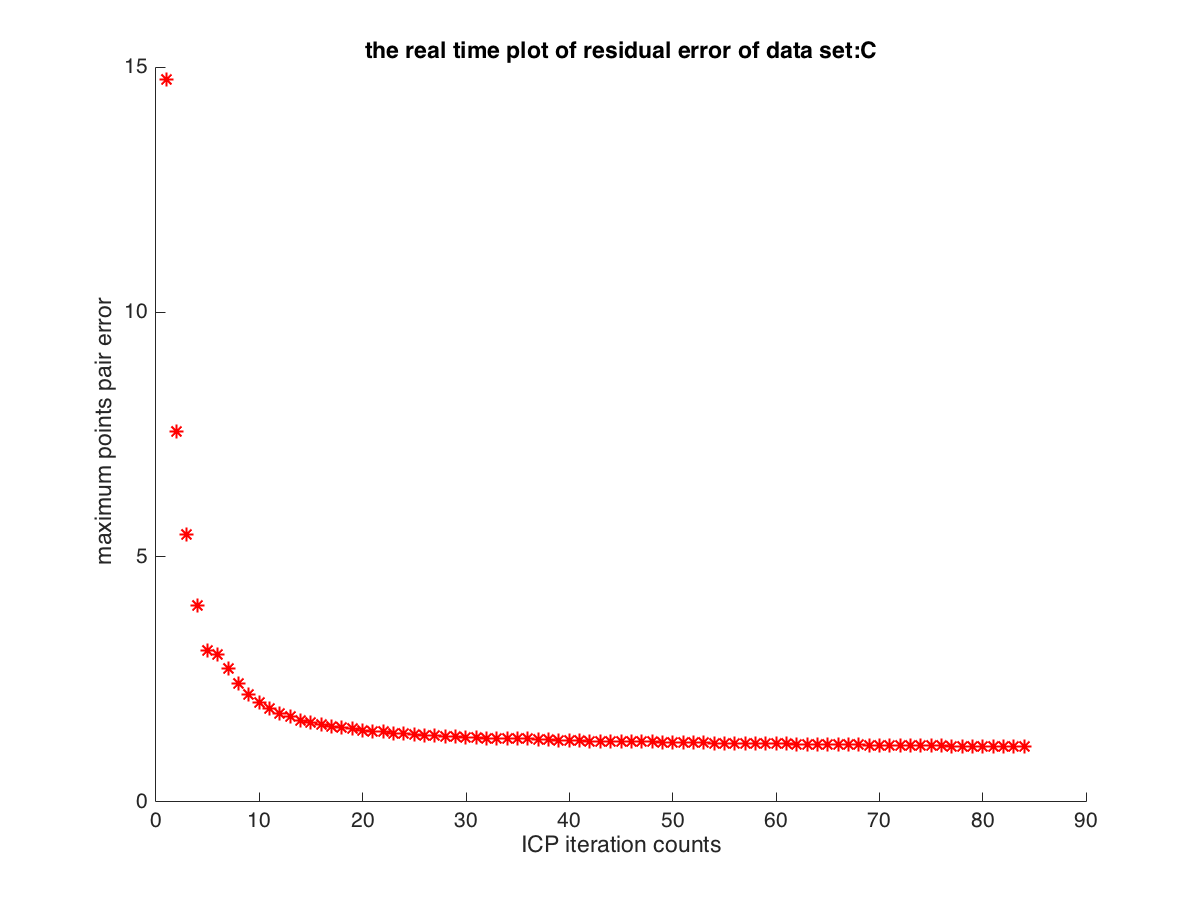 the real time plot of residual error of data set:C
15
10
5
0
maximum points pair error
0 10 20 30 40 50 60 70 80 90
ICP iteration counts